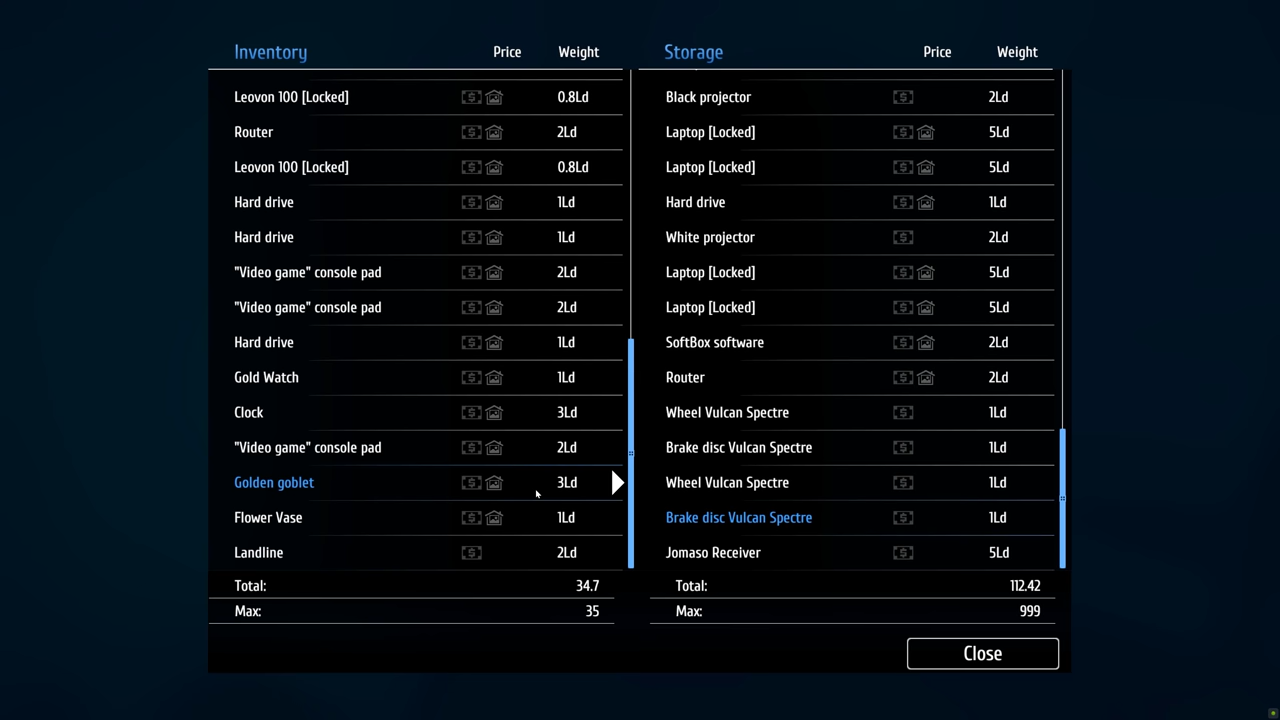 Inventory Price Weight
Leovon 100 [Locked] 0.8Ld
Router 2Ld
Leovon 100 [Locked] 0.8Ld
Hard drive 1Ld
Hard drive 1Ld
"Video game" console pad 2Ld
"Video game" console pad 2Ld
Hard drive 1Ld
Gold Watch 1Ld
Clock 3Ld
"Video game" console pad 2Ld
Golden goblet 3Ld
Flower Vase 1Ld
Landline 2Ld
Total: 34.7
Max: 35
Storage Price Weight
Black projector 2Ld
Laptop [Locked] 5Ld
Laptop [Locked] 5Ld
Hard drive 1Ld
White projector 2Ld
Laptop [Locked] 5Ld
Laptop [Locked] 5Ld
SoftBox software 2Ld
Router 2Ld
Wheel Vulcan Spectre 1Ld
Brake disc Vulcan Spectre 1Ld
Wheel Vulcan Spectre 1Ld
Brake disc Vulcan Spectre 1Ld
Jomaso Receiver 5Ld
Total: 112.42
Max: 999
Close